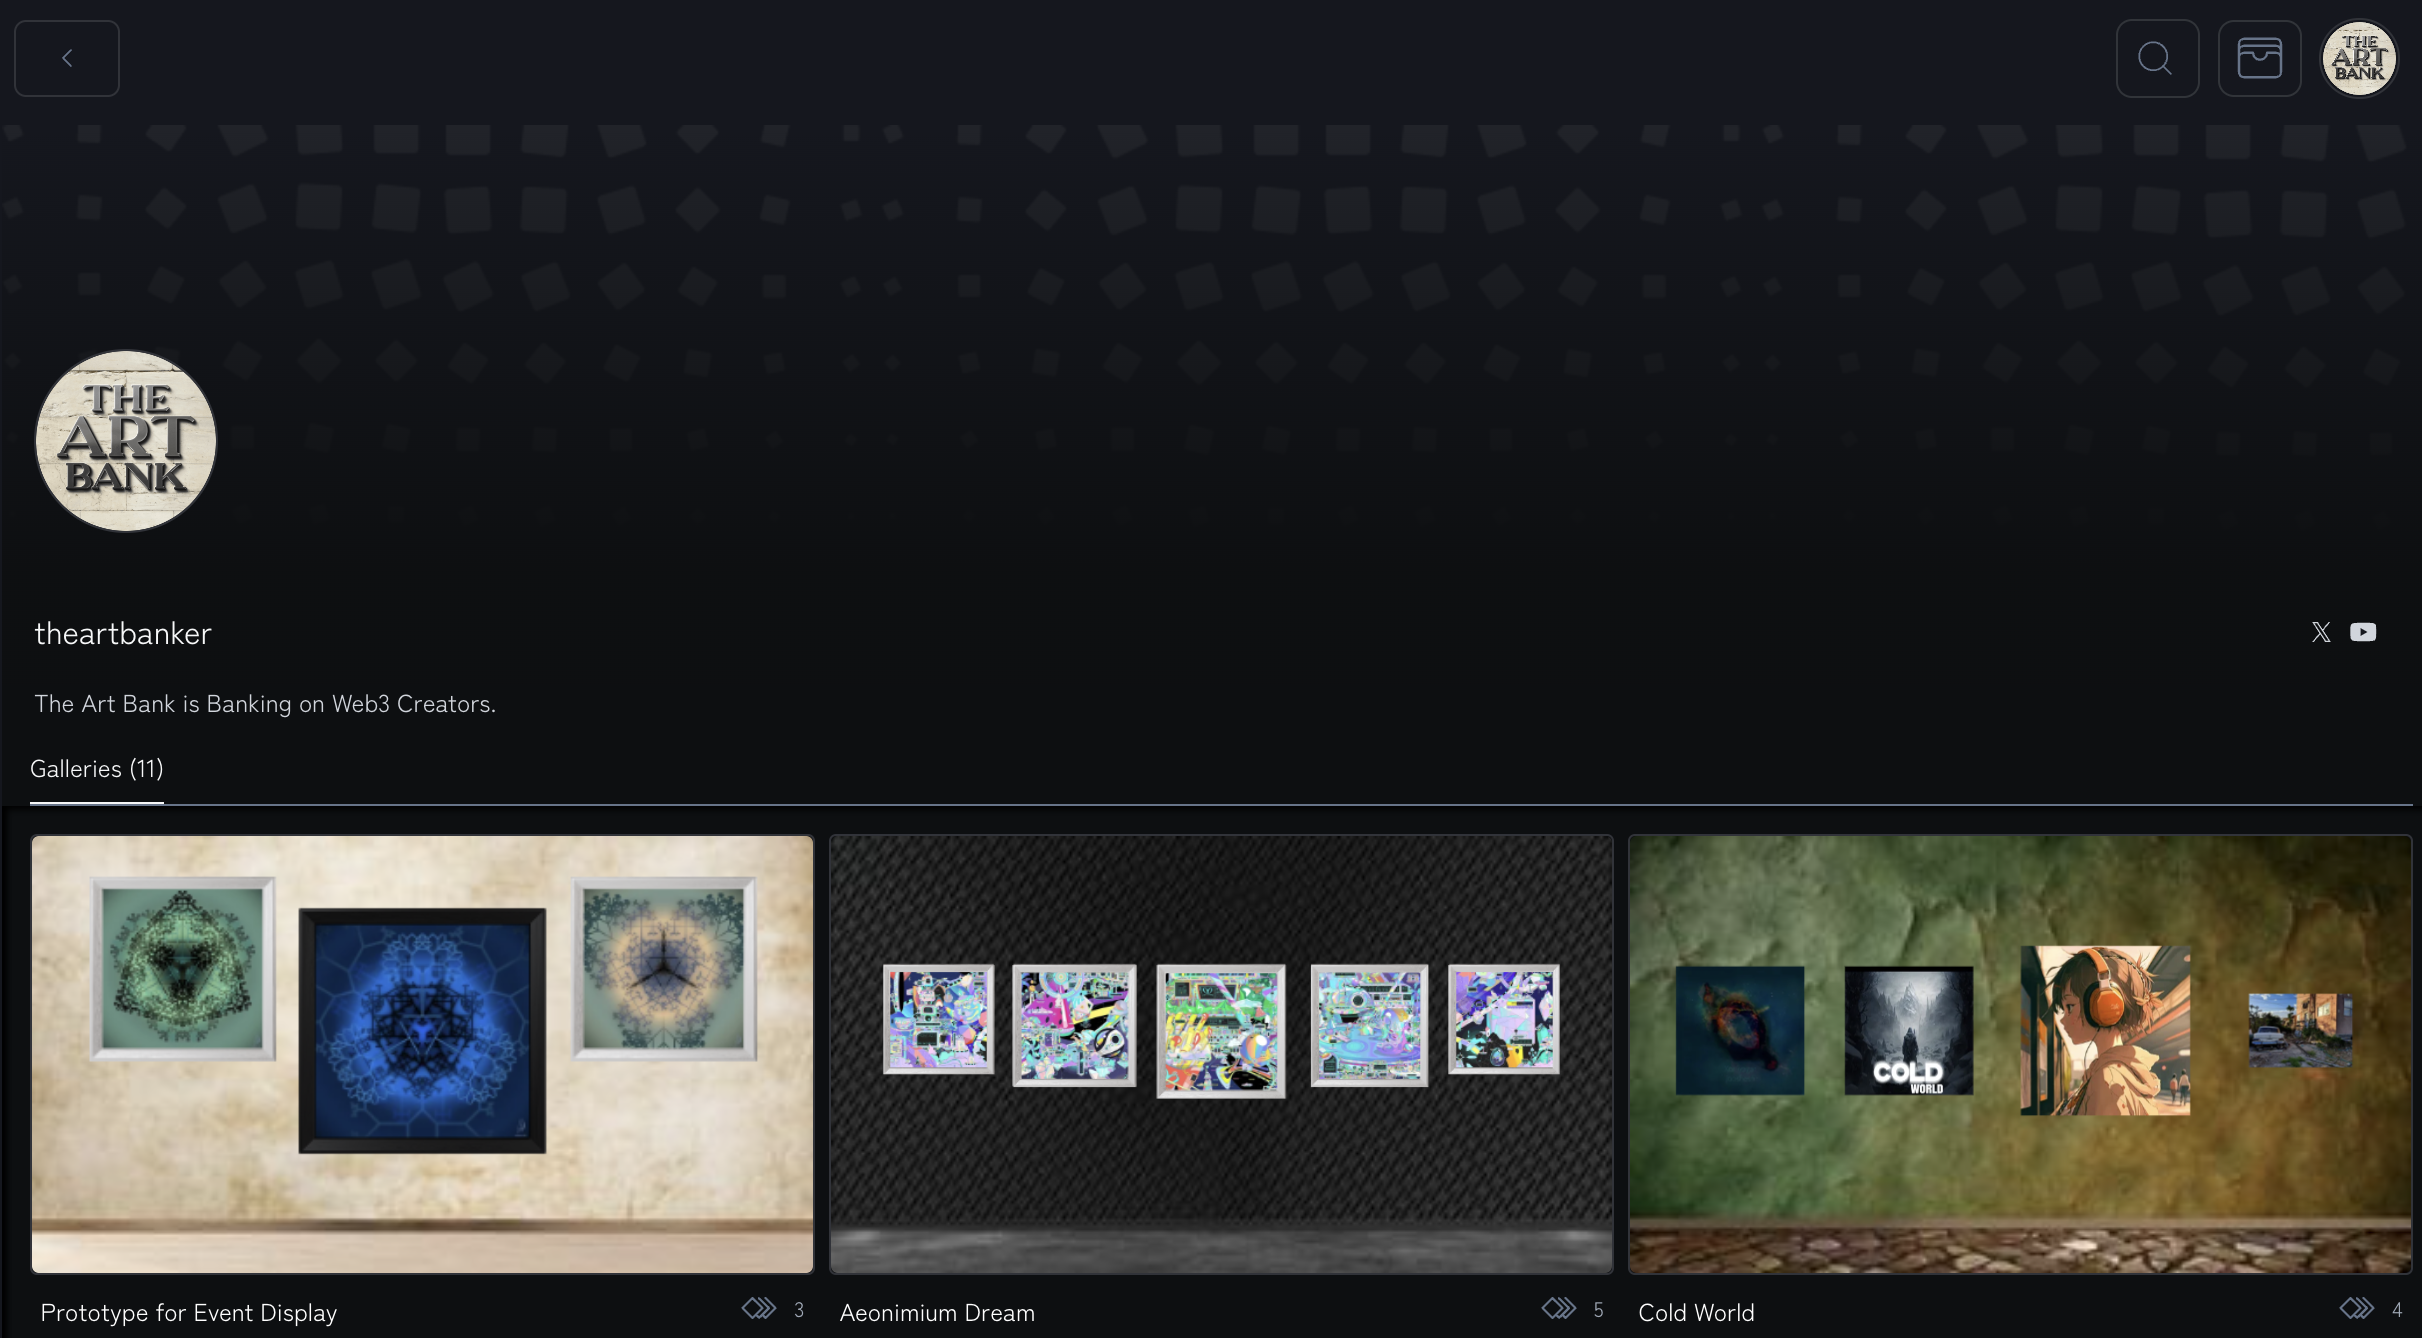 THE
ART
BANK
THE
ART
BANK
theartbanker
The Art Bank is Banking on Web3 Creators.
Galleries (11)
COLD
WORLD
Prototype for Event Display
3
Aeonimium Dream
5
Cold World
4